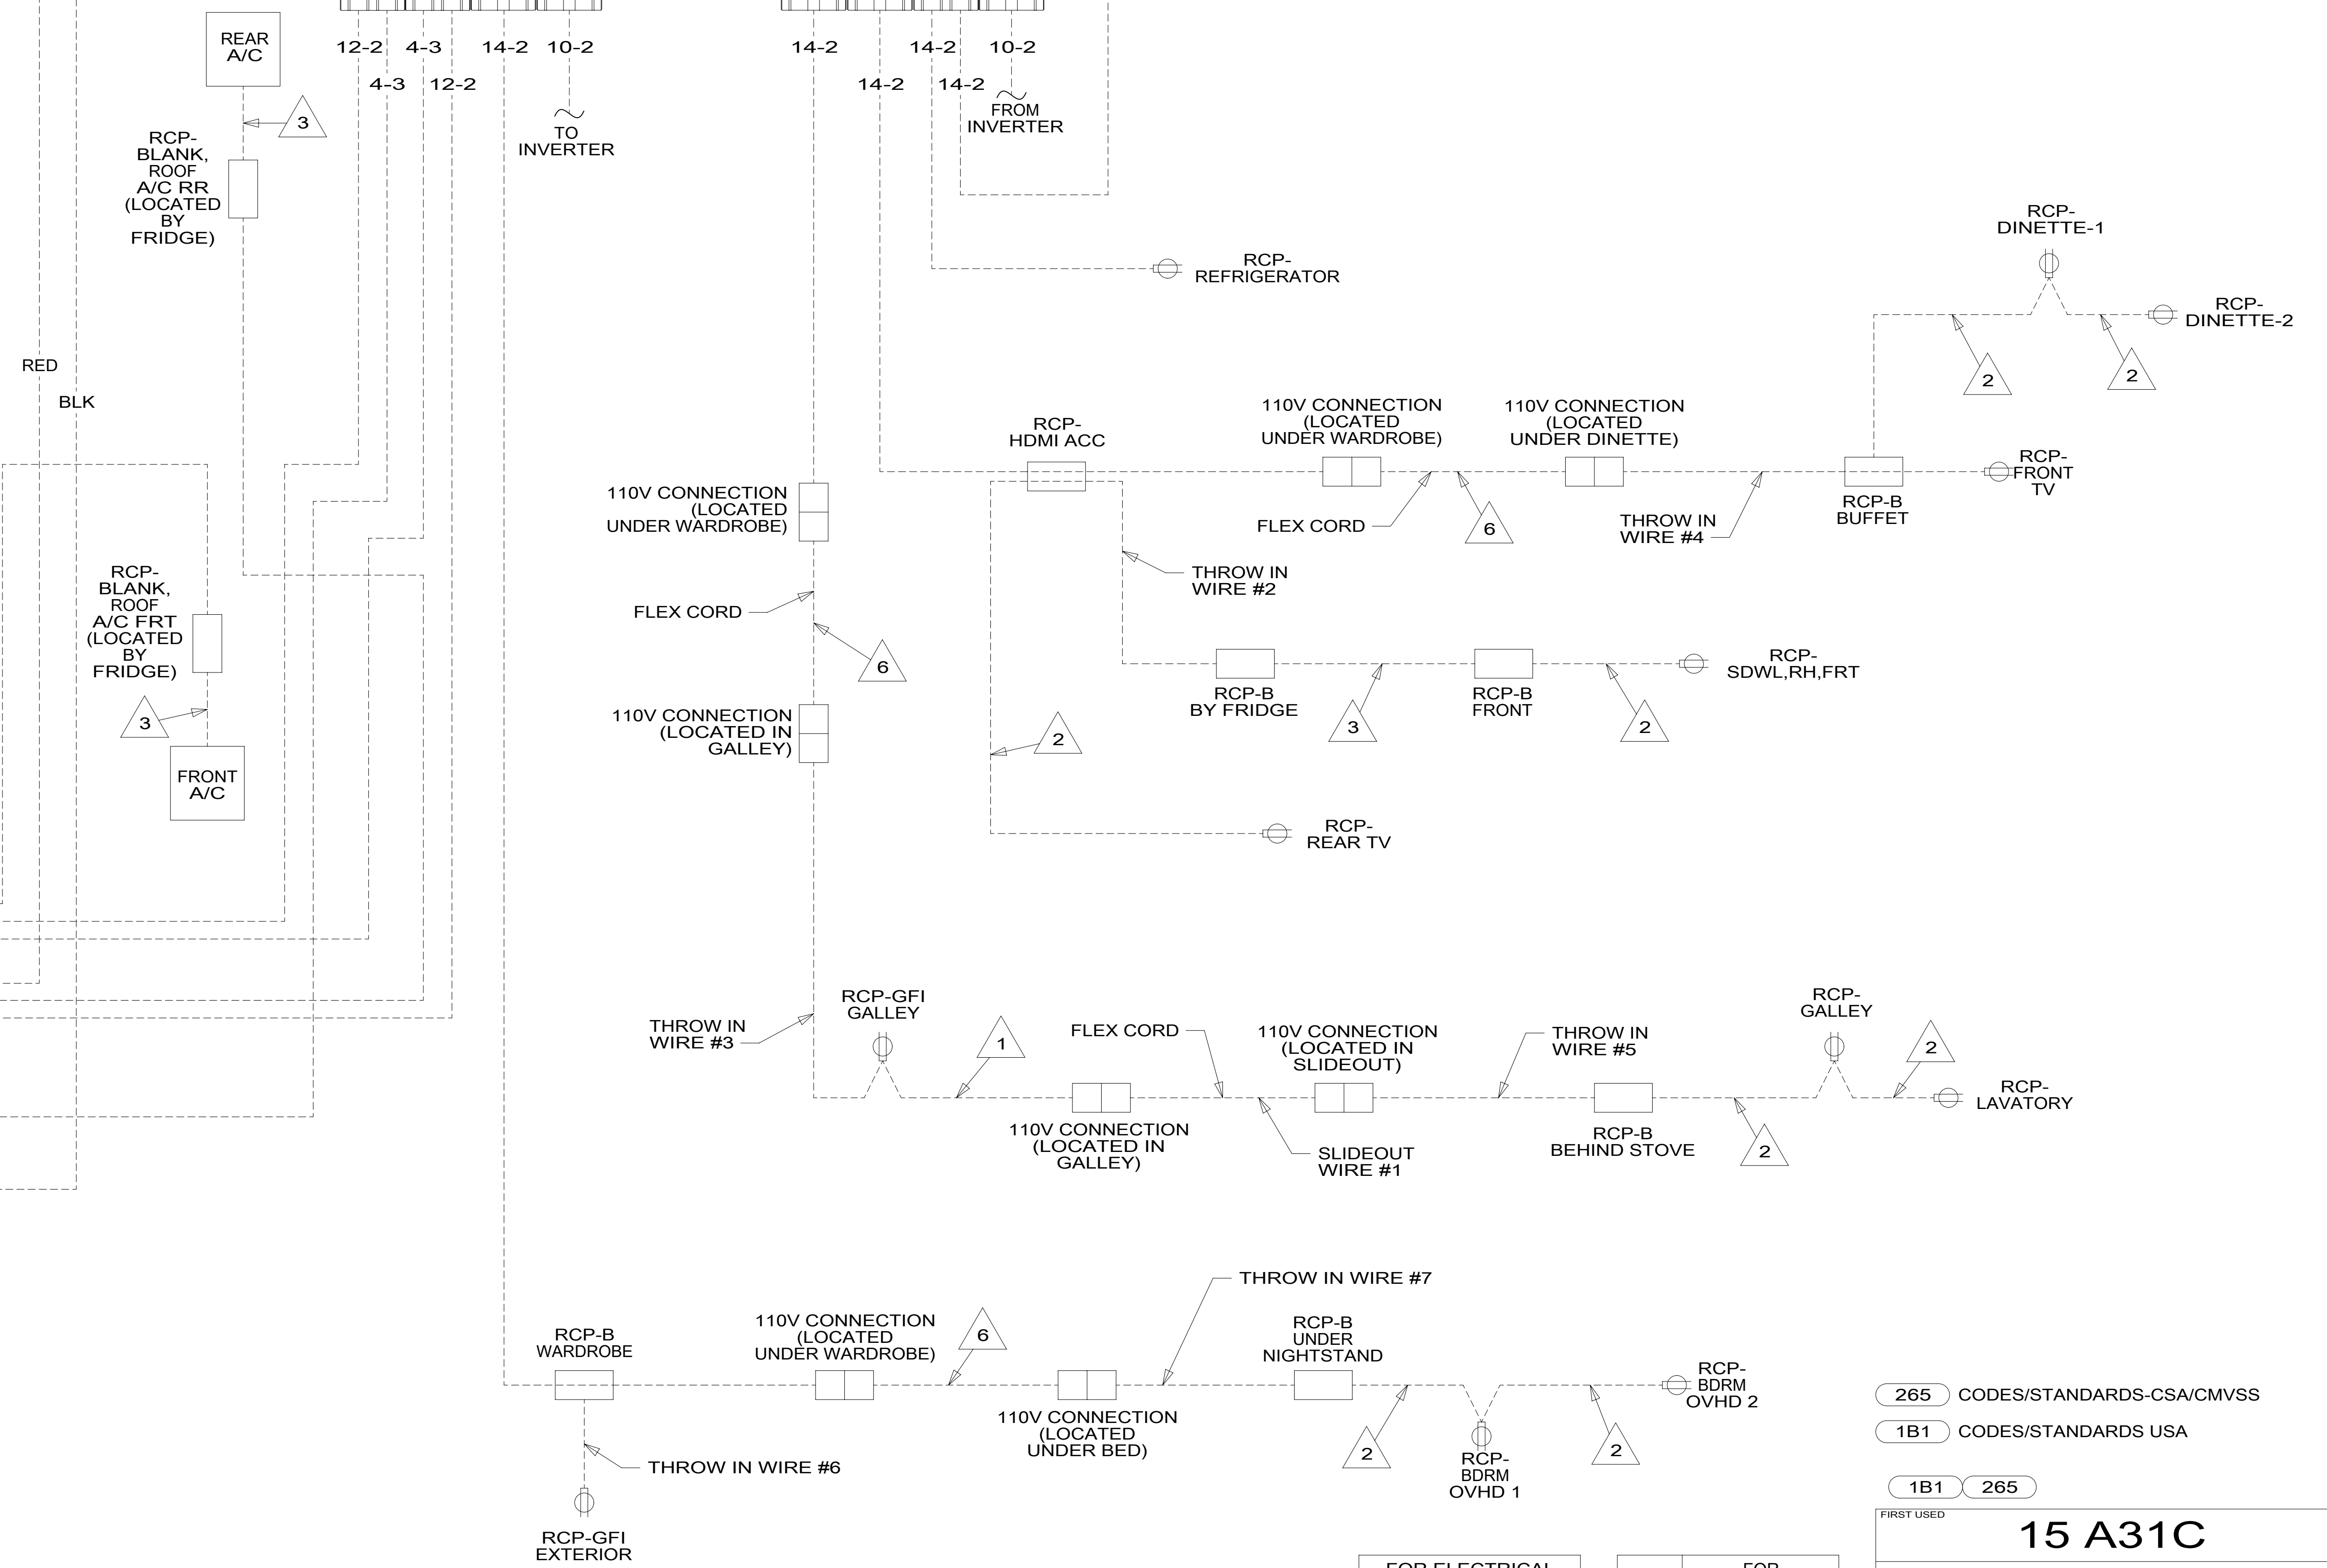 12-2
4-3
14-2
10-2
4-3
12-2
14-2
14-2
10-2
14-2
14-2
REAR
A/C
3
TO
INVERTER
FROM
INVERTER
RCP-
BLANK,
ROOF
A/C RR
(LOCATED
BY
FRIDGE)
RCP-
REFRIGERATOR
RCP-
DINETTE-1
RCP-
DINETTE-2
2
2
RED
BLK
RCP-
HDMI ACC
110V CONNECTION
(LOCATED
UNDER WARDROBE)
110V CONNECTION
(LOCATED
UNDER DINETTE)
RCP-
FRONT
TV
RCP-B
BUFFET
FLEX CORD
6
THROW IN
WIRE #4
110V CONNECTION
(LOCATED
UNDER WARDROBE)
THROW IN
WIRE #2
FLEX CORD
6
RCP-
BLANK,
ROOF
A/C FRT
(LOCATED
BY
FRIDGE)
3
FRONT
A/C
110V CONNECTION
(LOCATED IN
GALLEY)
RCP-B
BY FRIDGE
3
RCP-B
FRONT
2
RCP-
SDWL,RH,FRT
2
RCP-
REAR TV
THROW IN
WIRE #3
RCP-GFI
GALLEY
1
FLEX CORD
110V CONNECTION
(LOCATED IN
SLIDEOUT)
THROW IN
WIRE #5
RCP-
GALLEY
2
RCP-
LAVATORY
110V CONNECTION
(LOCATED IN
GALLEY)
SLIDEOUT
WIRE #1
RCP-B
BEHIND STOVE
2
THROW IN WIRE #7
RCP-B
WARDROBE
110V CONNECTION
(LOCATED
UNDER WARDROBE)
6
RCP-B
UNDER
NIGHTSTAND
RCP-
BDRM
OVHD 2
110V CONNECTION
(LOCATED
UNDER BED)
2
RCP-
BDRM
OVHD 1
2
THROW IN WIRE #6
RCP-GFI
EXTERIOR
265 CODES/STANDARDS-CSA/CMVSS
1B1 CODES/STANDARDS USA
1B1 265
FIRST USED
15 A31C
FOR ELECTRICAL
FOR